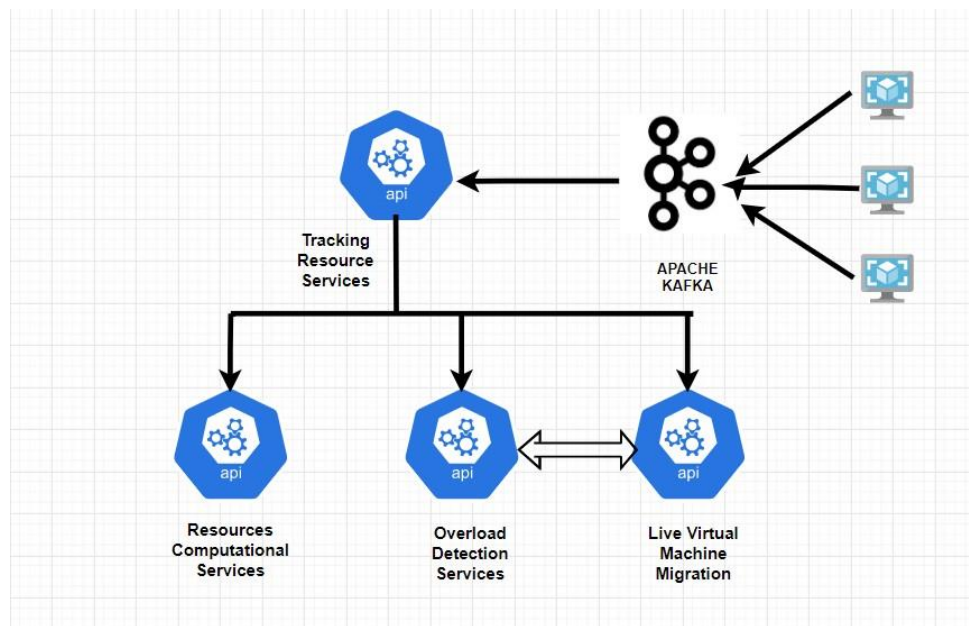 api
Tracking
Resource
Services
APACHE
KAFKA
api
api
api
Resources
Computational
Services
Overload
Detection
Services
Live Virtual
Machine
Migration